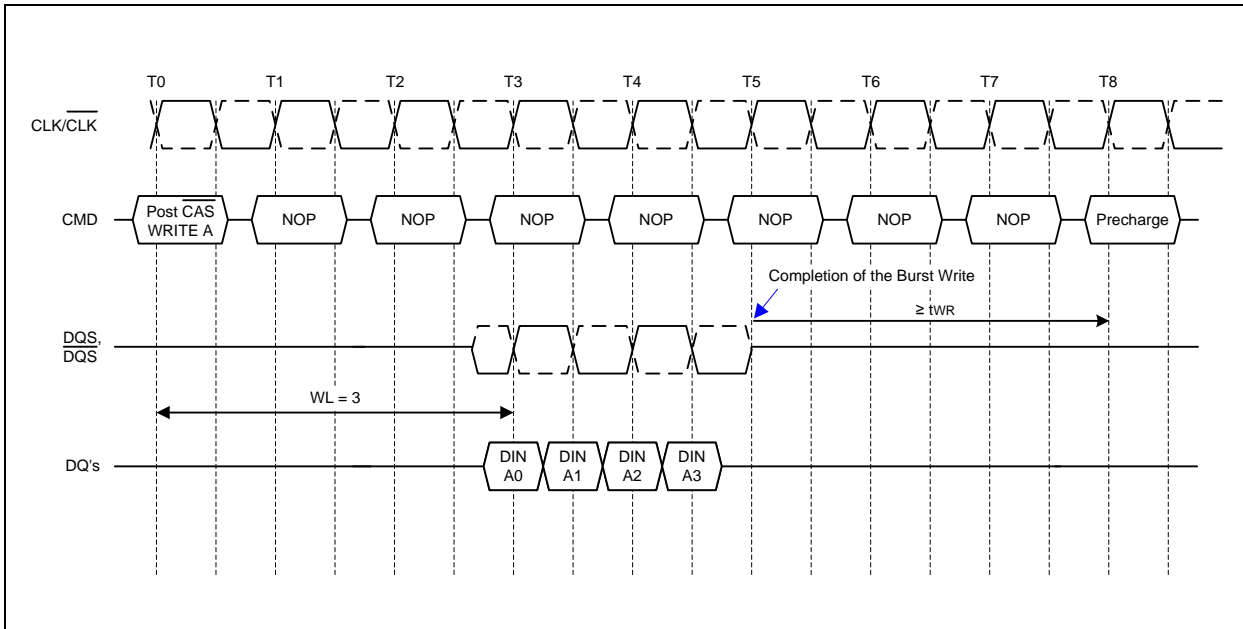 T0 T1 T2 T3 T4 T5 T6 T7 T8
CLK/CLK
CMD
Post CAS
WRITE A
NOP NOP NOP NOP NOP NOP NOP Precharge
Completion of the Burst Write
≥ tWR
DQS,
DQS
WL = 3
DQ's
DIN DIN DIN DIN
A0 A1 A2 A3